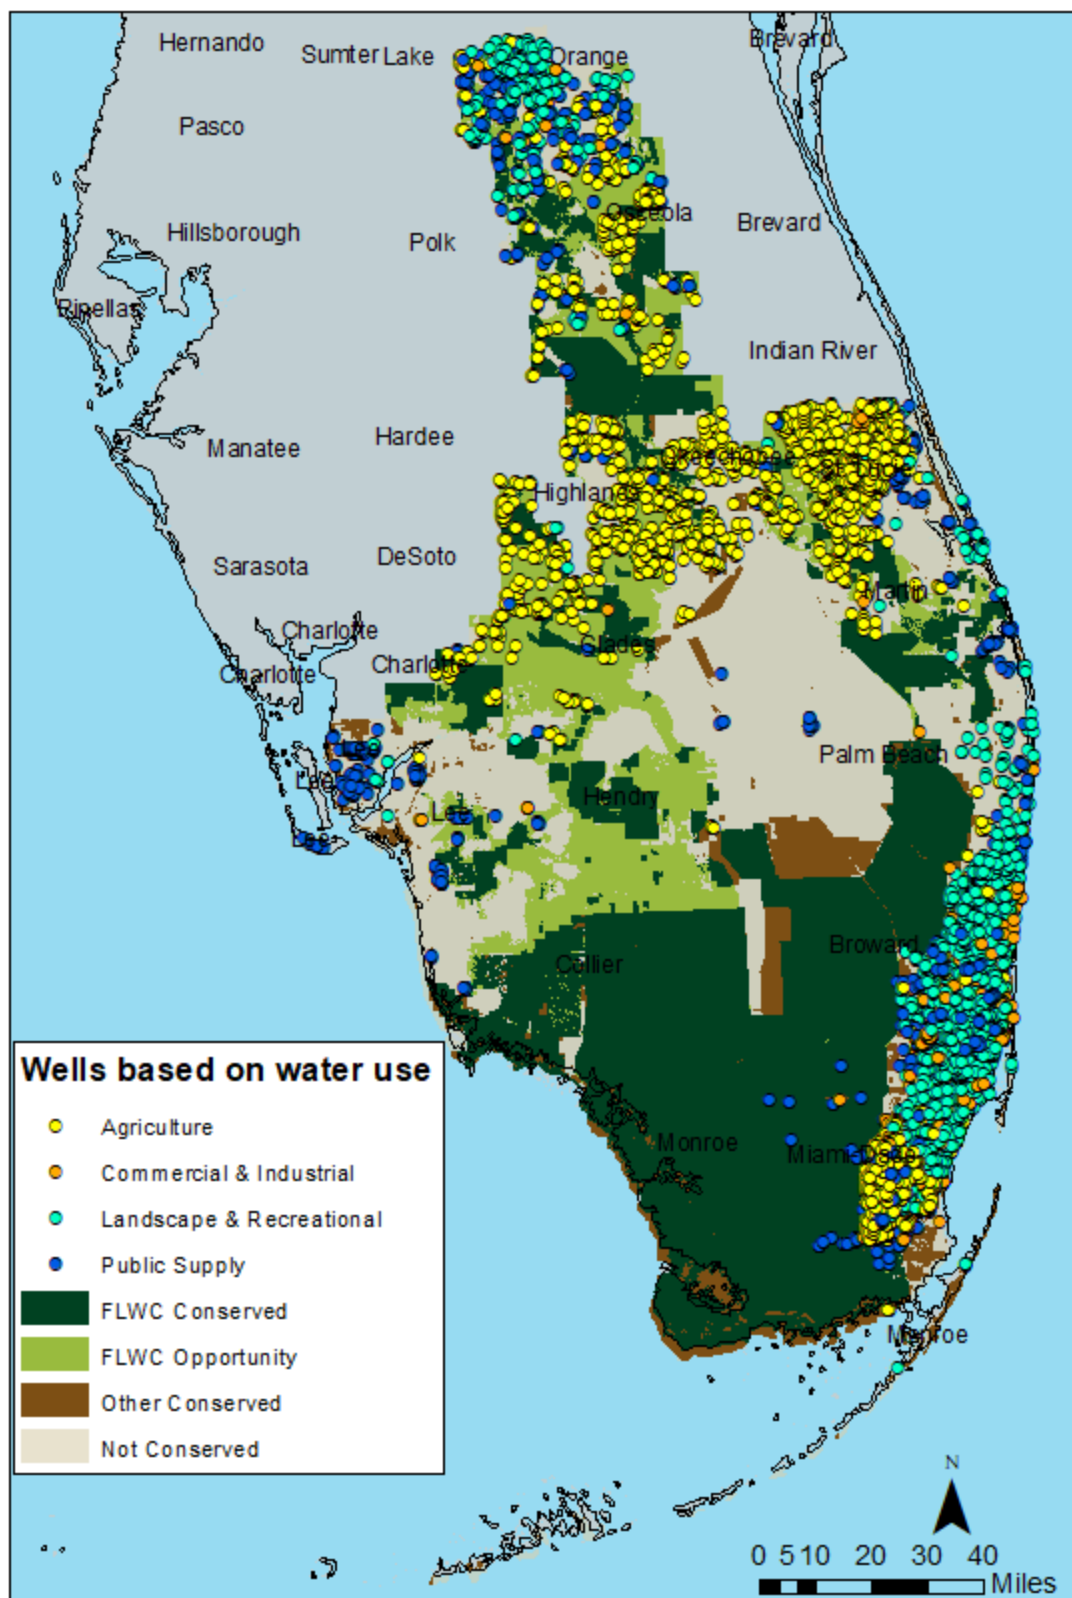 Hernando
Sumter
Lake
Orange
Brevard
Pasco
Hillsborough
Polk
Osceola
Brevard
Pinellas
Indian River
Manatee
Hardee
Okeechobee
St. Lucie
Highlands
Sarasota
DeSoto
Martin
Charlotte
Charlotte
Charlotte
Glades
Lee
Lee
Lee
Lee
Palm Beach
Hendry
Collier
Broward
Monroe
Miami-Dade
Monroe
Wells based on water use
Agriculture
Commercial & Industrial
Landscape & Recreational
Public Supply
FLWC Conserved
FLWC Opportunity
Other Conserved
Not Conserved
N
0 5 10 20 30 40
Miles